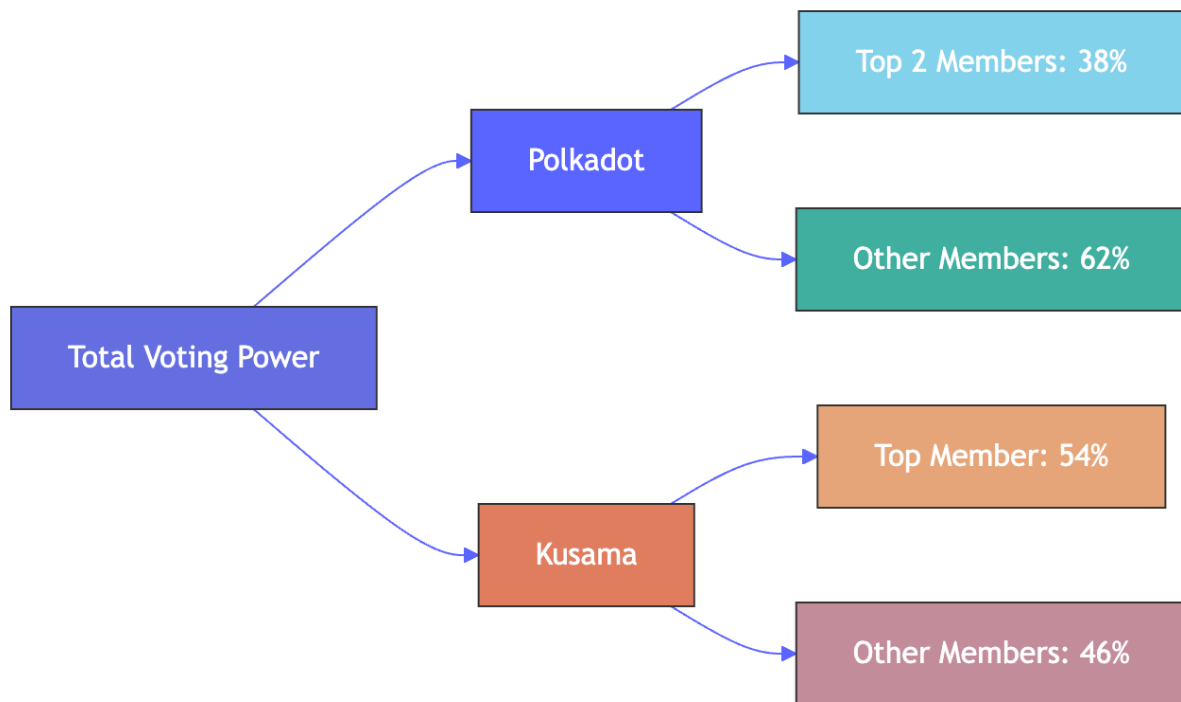 Top 2 Members: 38%
Polkadot
Other Members: 62%
Total Voting Power
Top Member: 54%
Kusama
Other Members: 46%